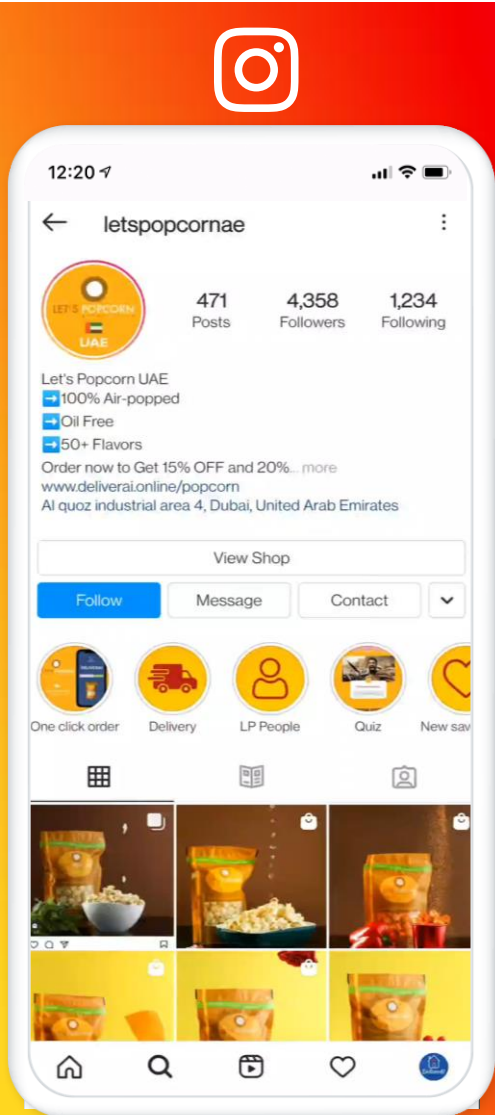 12:20
letspopcornae
LET'S POPCORN
UAE
471
Posts
4,358
Followers
1,234
Following
Let's Popcorn UAE
➡️100% Air-popped
➡️Oil Free
➡️50+ Flavors
Order now to Get 15% OFF and 20%... more
www.deliverai.online/popcorn
Al quoz industrial area 4, Dubai, United Arab Emirates
View Shop
Follow
Message
Contact
One click order
Delivery
LP People
Quiz
New sav